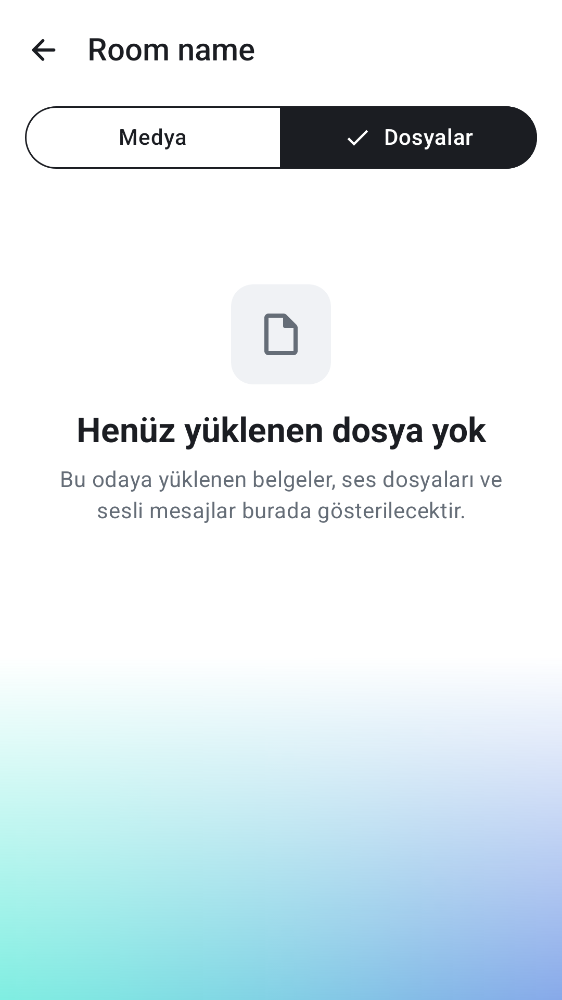 Room name
Medya
Dosyalar
Henüz yüklenen dosya yok
Bu odaya yüklenen belgeler, ses dosyaları ve
sesli mesajlar burada gösterilecektir.